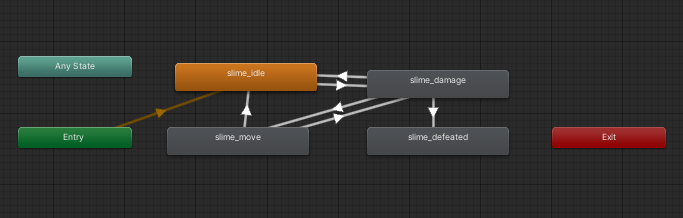 Any State
slime_idle
slime_damage
Entry
slime_move
slime_defeated
Exit